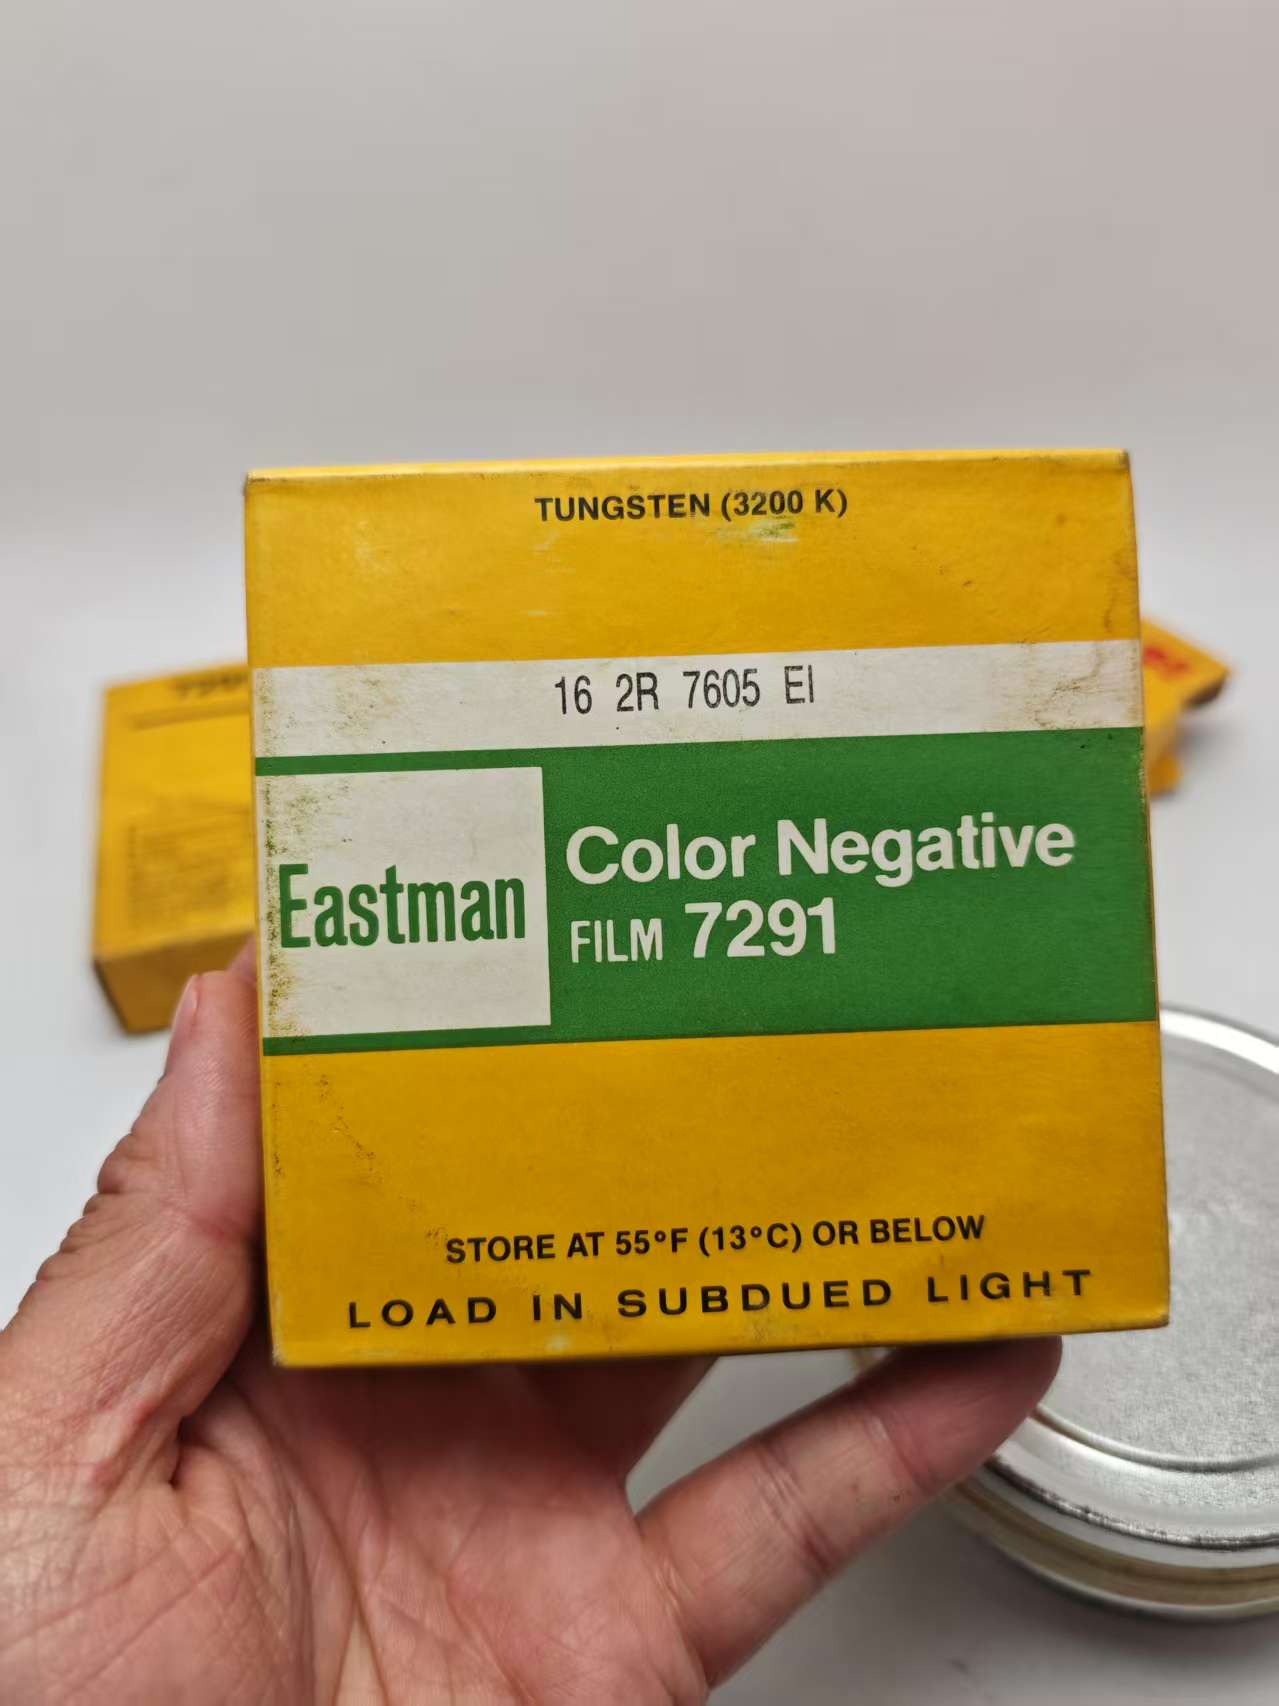 TUNGSTEN (3200 K)
16 2R 7605 EI
Eastman
Color Negative
FILM 7291
STORE AT 55°F (13°C) OR BELOW
LOAD IN SUBDUED LIGHT